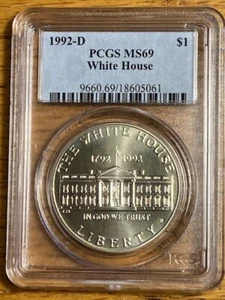 1992-D $1
PCGS MS69
White House
9660.69/18605061
THE WHITE HOUSE
1792 1992
IN GOD WE TRUST
LIBERTY